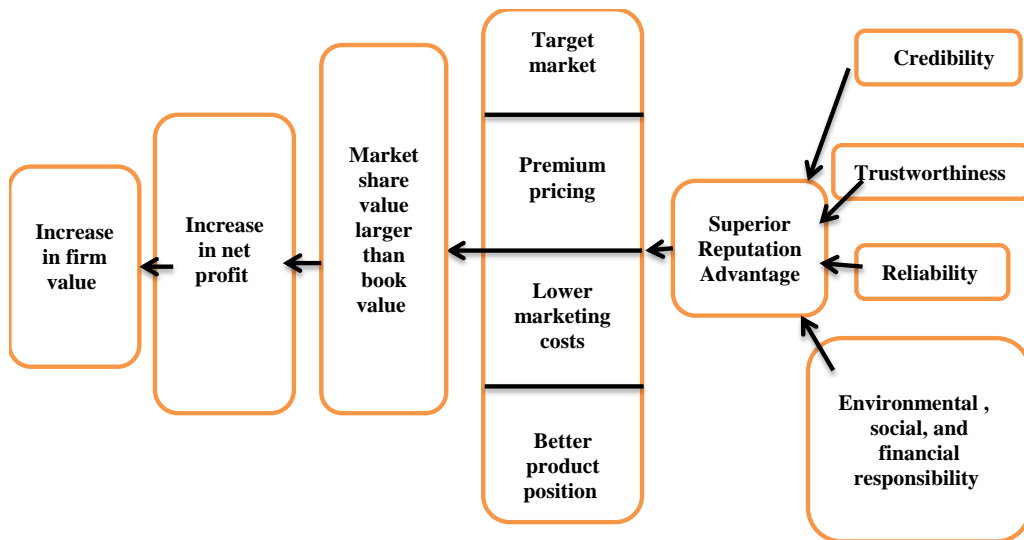 Increase
in firm
value
Increase
in net
profit
Market
share
value
larger
than
book
value
Target
market
Premium
pricing
Lower
marketing
costs
Better
product
position
Superior
Reputation
Advantage
Credibility
Trustworthiness
Reliability
Environmental ,
social, and
financial
responsibility